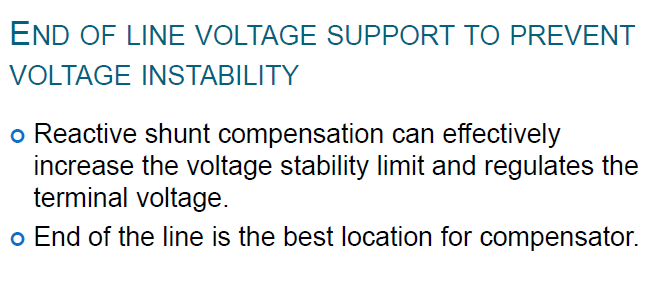 END OF LINE VOLTAGE SUPPORT TO PREVENT
VOLTAGE INSTABILITY
Reactive shunt compensation can effectively
increase the voltage stability limit and regulates the
terminal voltage.
End of the line is the best location for compensator.